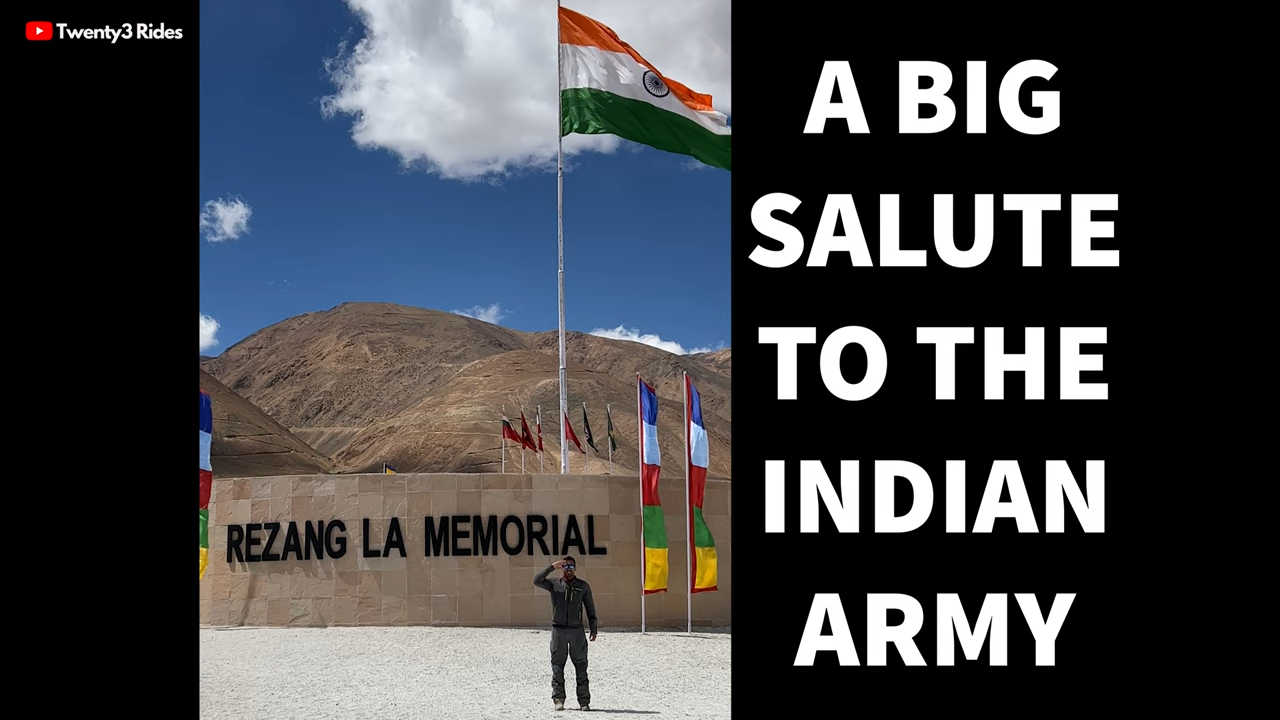 Twenty3 Rides
REZANG LA MEMORIAL
A BIG
SALUTE
TO THE
INDIAN
ARMY